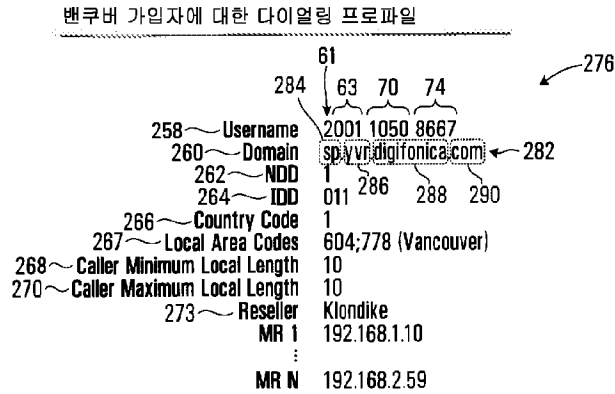 밴쿠버 가입자에 대한 다이얼링 프로파일
61
276
284 63 70 74
258 Username 2001 1050 8667
260 Domain sp yvr digifonica com 282
262 NDD 1
264 IDD 011 286 288 290
266 Country Code 1
267 Local Area Codes 604;778 (Vancouver)
268 Caller Minimum Local Length 10
270 Caller Maximum Local Length 10
273 Reseller Klondike
MR 1 192.168.1.10
⋮
MR N 192.168.2.59